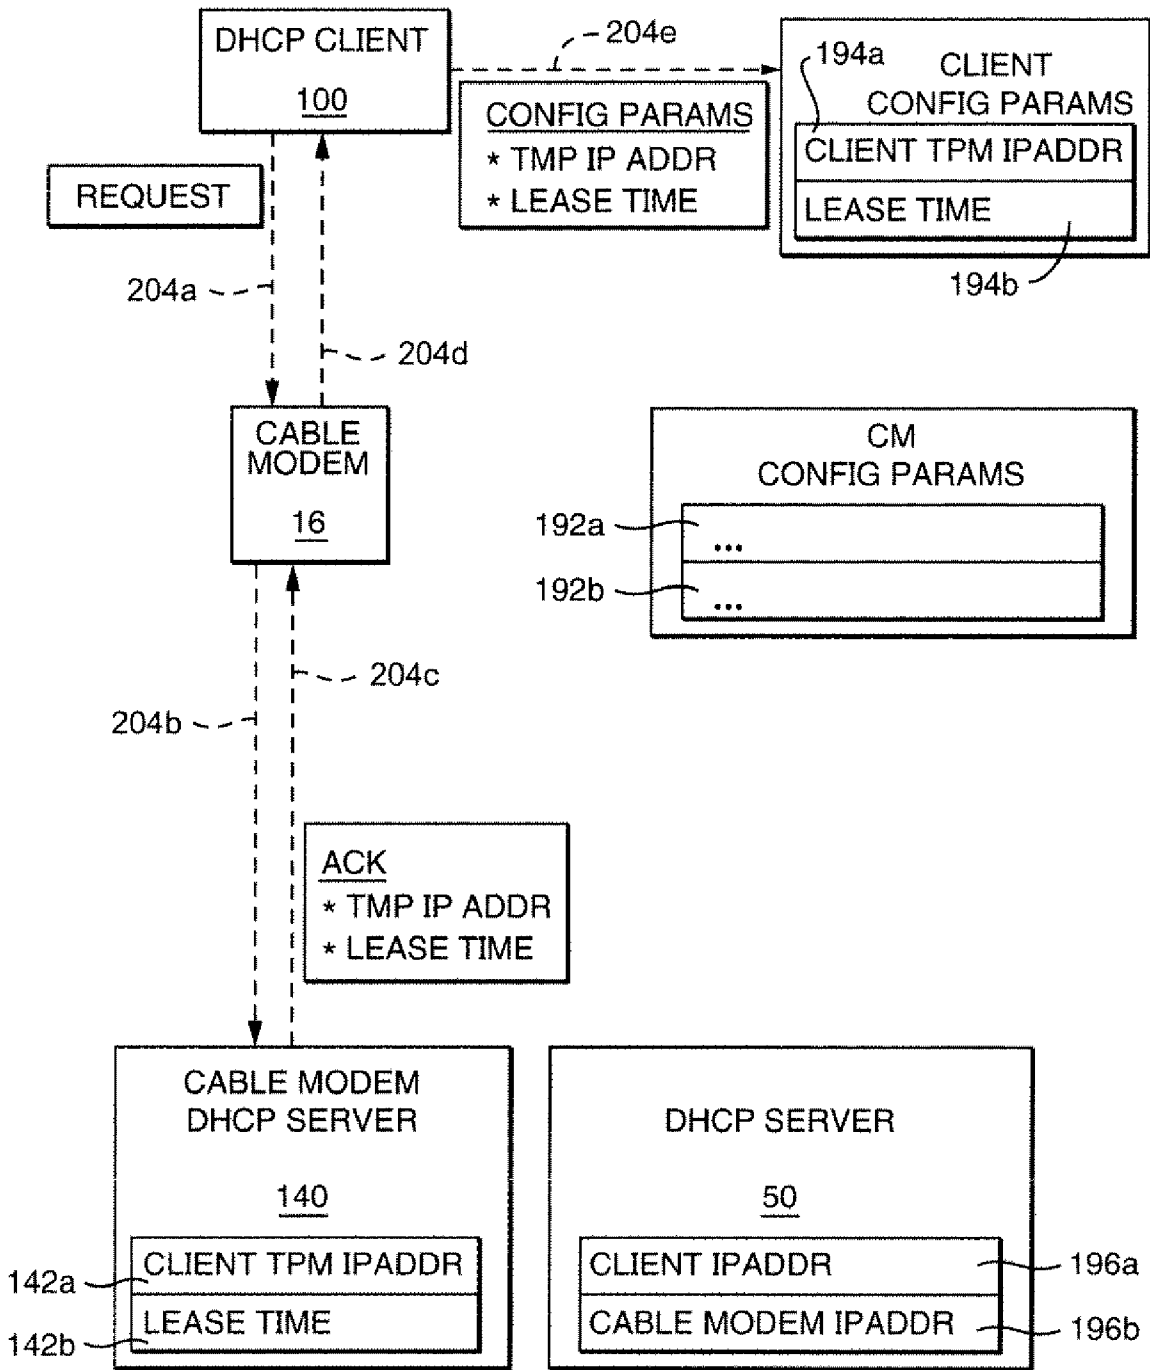 DHCP CLIENT
100
204e
CONFIG PARAMS
* TMP IP ADDR
* LEASE TIME
194a
CLIENT
CONFIG PARAMS
CLIENT TPM IPADDR
LEASE TIME
194b
REQUEST
204a
204d
CABLE
MODEM
16
CM
CONFIG PARAMS
192a
...
192b
...
204c
204b
ACK
* TMP IP ADDR
* LEASE TIME
CABLE MODEM
DHCP SERVER
140
CLIENT TPM IPADDR
LEASE TIME
142a
142b
DHCP SERVER
50
CLIENT IPADDR
CABLE MODEM IPADDR
196a
196b